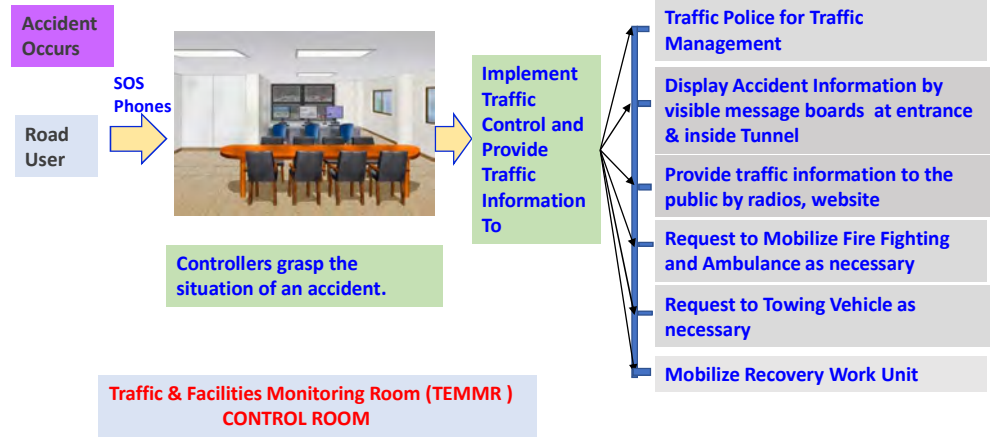 Accident
Occurs
SOS
Phones
Road
User
Controllers grasp the
situation of an accident.
Implement
Traffic
Control and
Provide
Traffic
Information
To
Traffic Police for Traffic
Management
Display Accident Information by
visible message boards at entrance
& inside Tunnel
Provide traffic information to the
public by radios, website
Request to Mobilize Fire Fighting
and Ambulance as necessary
Request to Towing Vehicle as
necessary
Mobilize Recovery Work Unit
Traffic & Facilities Monitoring Room (TEMMR )
CONTROL ROOM